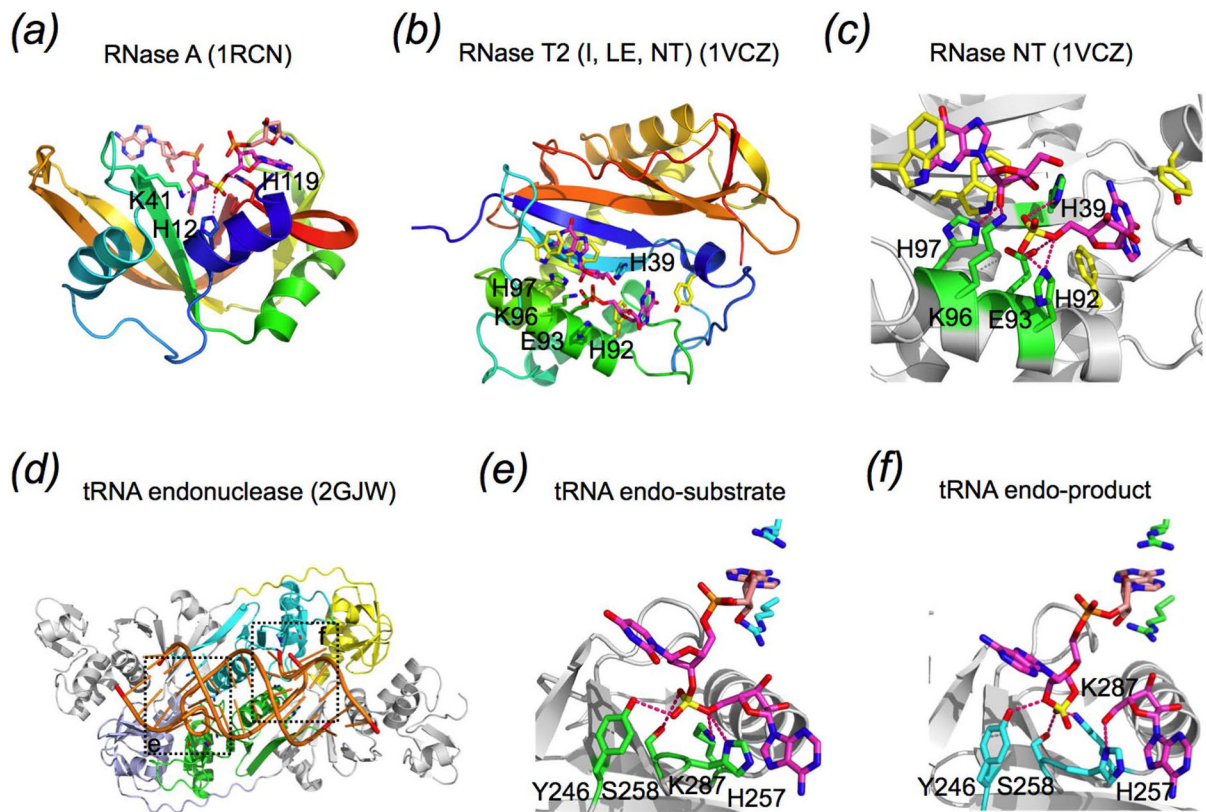 (a)
RNase A (1RCN)
K41
H119
H12
(b)
RNase T2 (I, LE, NT) (1VCZ)
H39
H97
K96
E93
H92
(c)
RNase NT (1VCZ)
H39
H97
H92
K96
E93
(d)
tRNA endonuclease (2GJW)
f
e
(e)
tRNA endo-substrate
Y246
S258
K287
H257
(f)
tRNA endo-product
K287
Y246
S258
H257